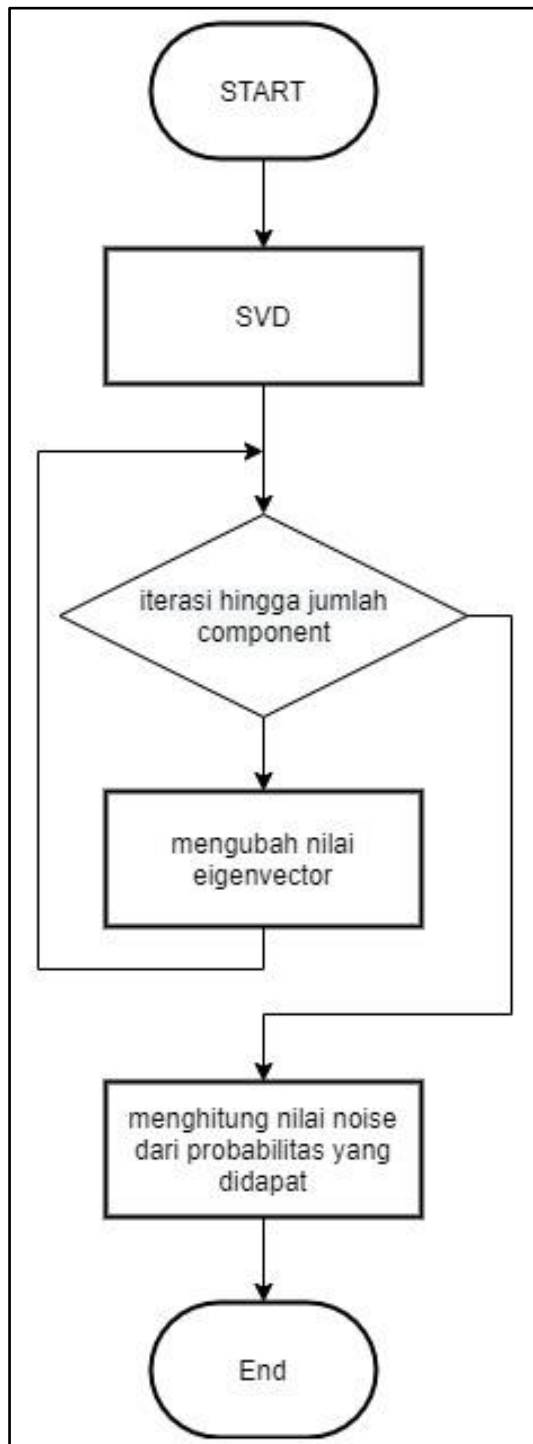 START
SVD
iterasi hingga jumlah
component
mengubah nilai
eigenvector
menghitung nilai noise
dari probabilitas yang
didapat
End